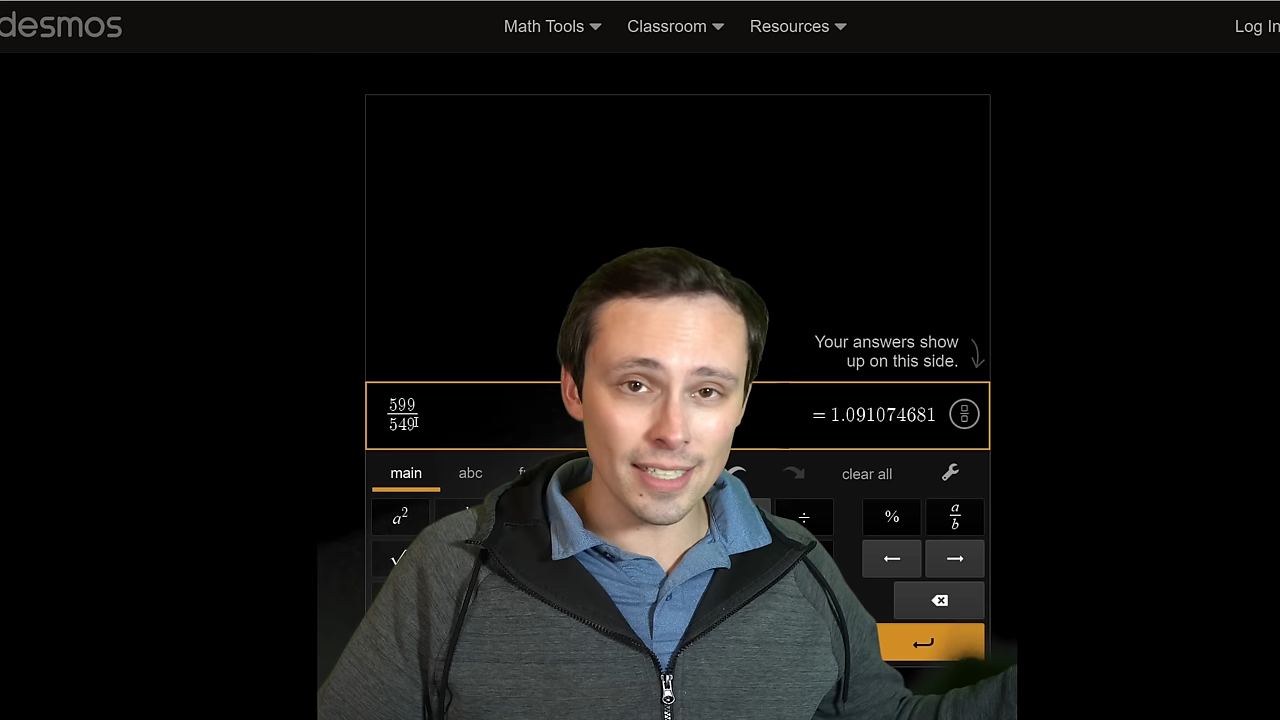 desmos
Math Tools Classroom Resources Log In
Your answers show
up on this side.
599
549
= 1.091074681
main abc clear all
a² ÷ % a/b
√